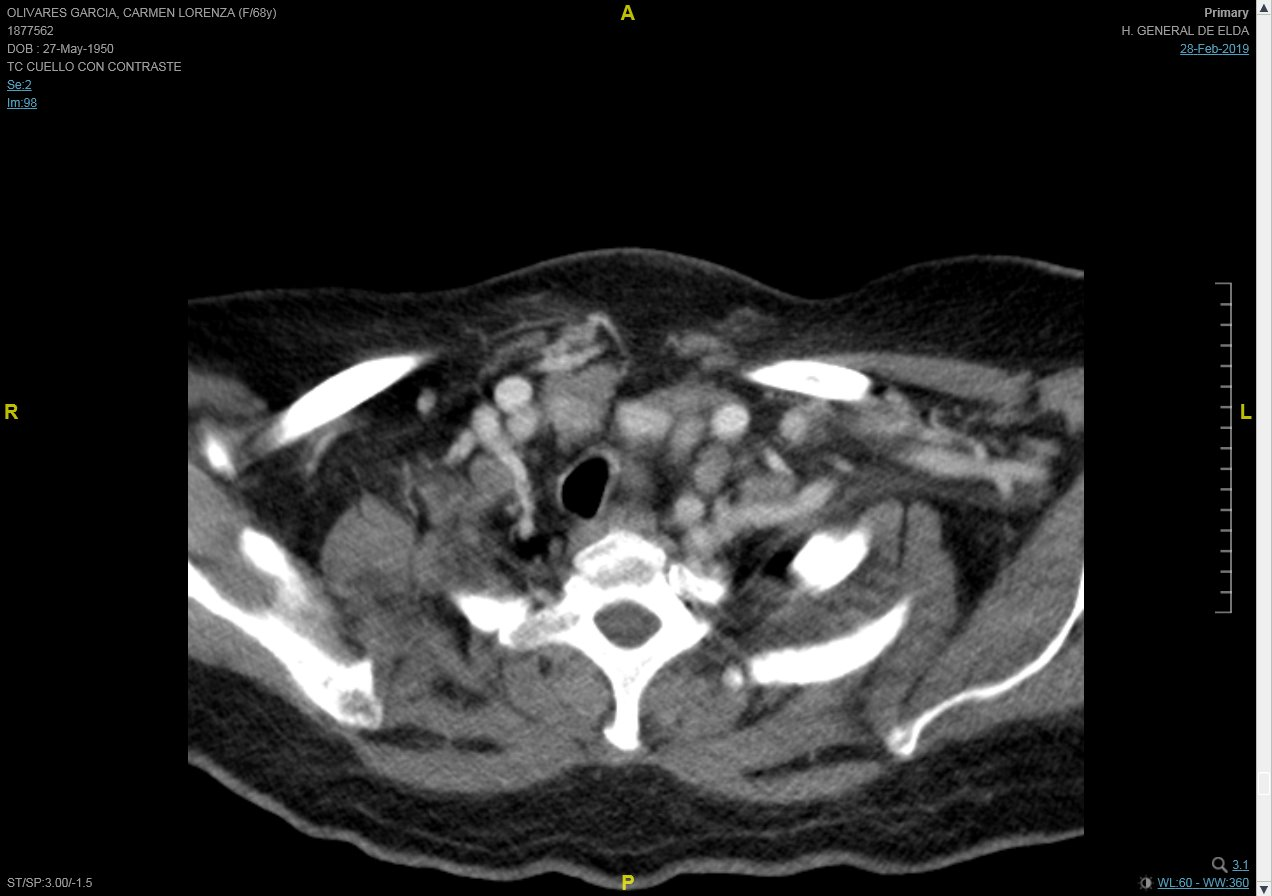 OLIVARES GARCIA, CARMEN LORENZA (F/68y)
1877562
DOB : 27-May-1950
TC CUELLO CON CONTRASTE
Se:2
Im:98
A
Primary
H. GENERAL DE ELDA
28-Feb-2019
R
L
ST/SP:3.00/-1.5
P
3.1
WL:60 - WW:360